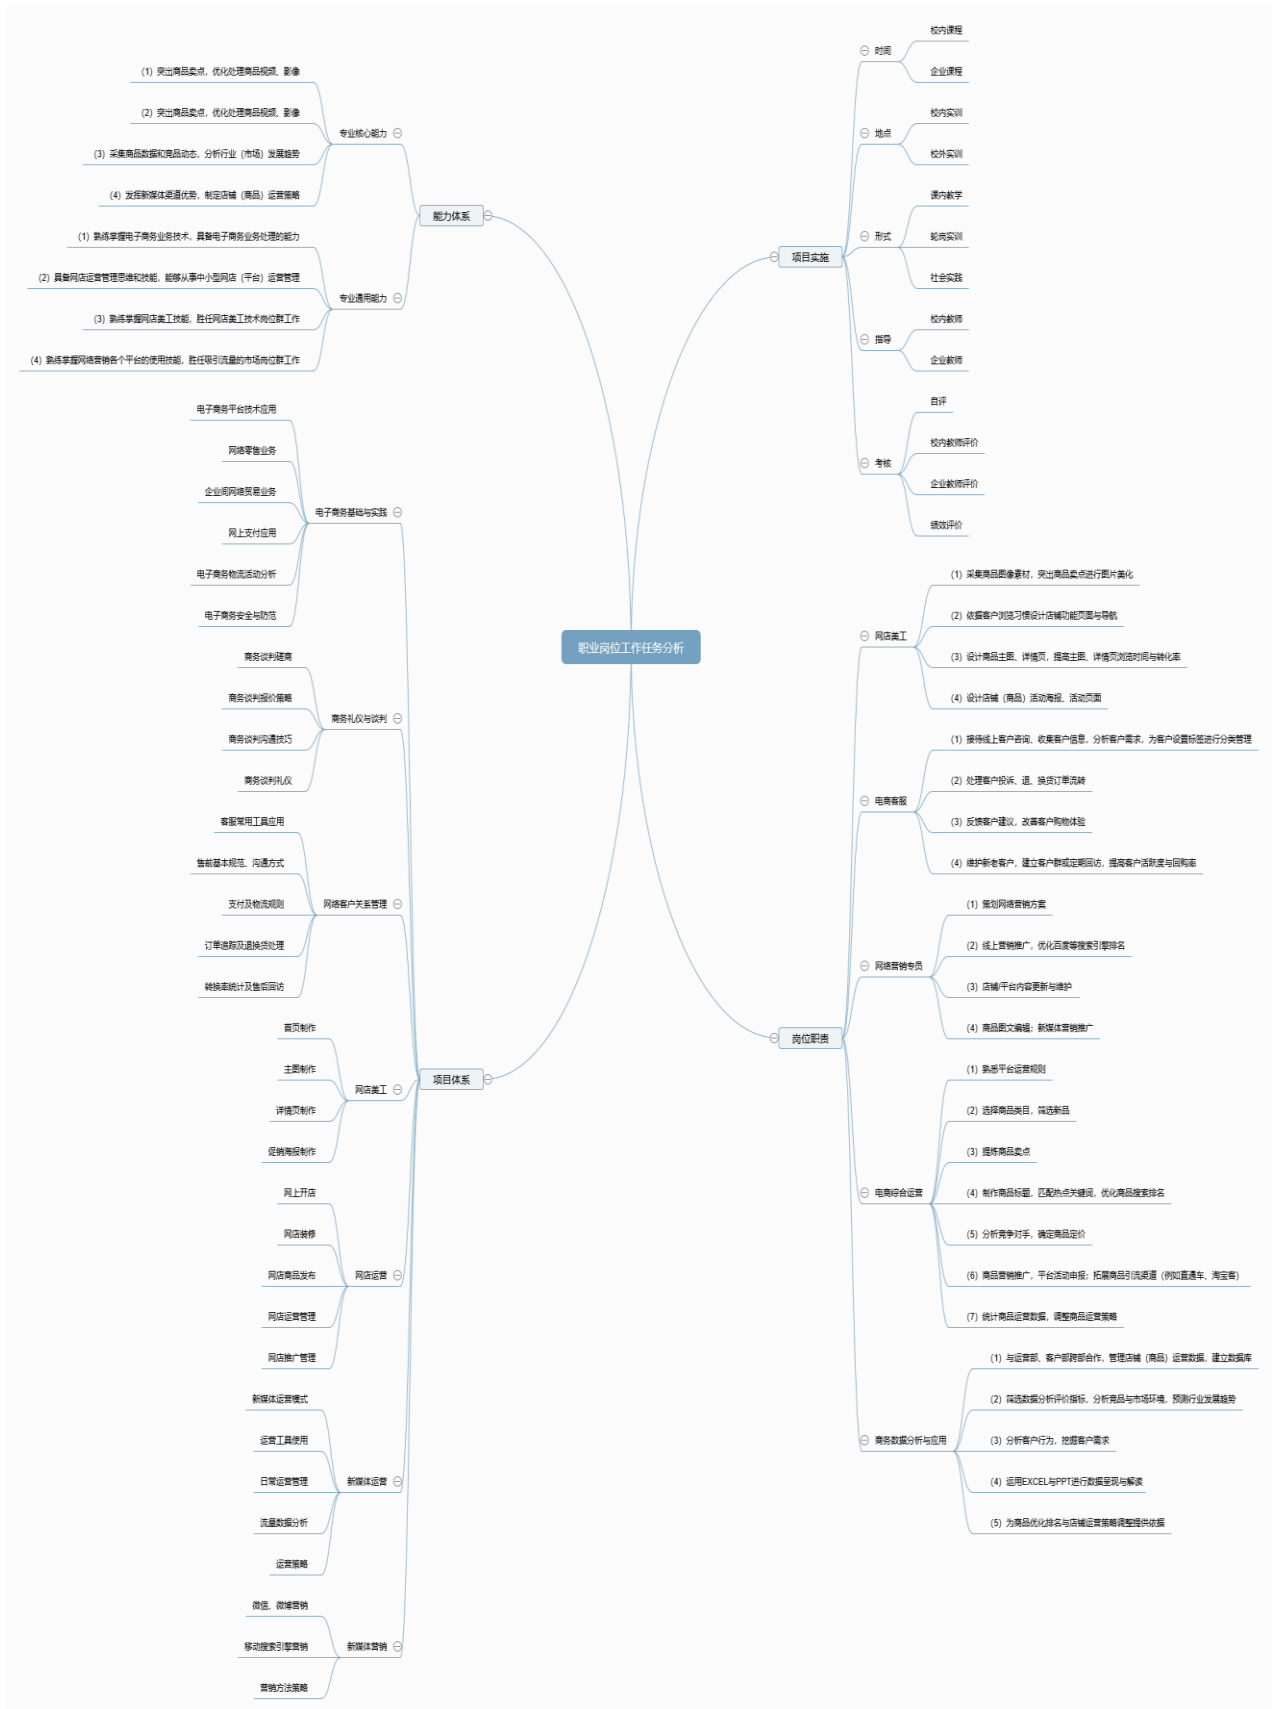 职业岗位工作任务分析
能力体系
专业核心能力
（1）突出商品卖点，优化处理商品视频、影像
（2）突出商品卖点，优化处理商品视频、影像
（3）采集商品数据和竞品动态，分析行业（市场）发展趋势
（4）发挥新媒体渠道优势，制定店铺（商品）运营策略
专业通用能力
（1）熟练掌握电子商务业务技术，具备电子商务业务处理的能力
（2）具备网店运营管理思维和技能，能够从事中小型网店（平台）运营管理
（3）熟练掌握网店美工技能，胜任网店美工技术岗位群工作
（4）熟练掌握网络营销各个平台的使用技能，胜任吸引流量的市场岗位群工作
项目体系
电子商务基础与实践
电子商务平台技术应用
网络零售业务
企业间网络贸易业务
网上支付应用
电子商务物流活动分析
电子商务安全与防范
商务礼仪与谈判
商务谈判磋商
商务谈判报价策略
商务谈判沟通技巧
商务谈判礼仪
网络客户关系管理
客服常用工具应用
售前基本规范、沟通方式
支付及物流规则
订单追踪及退换货处理
转换率统计及售后回访
网店美工
首页制作
主图制作
详情页制作
促销海报制作
网店运营
网上开店
网店装修
网店商品发布
网店运营管理
网店推广管理
新媒体运营
新媒体运营模式
运营工具使用
日常运营管理
流量数据分析
运营策略
新媒体营销
微信、微博营销
移动搜索引擎营销
营销方法策略
项目实施
时间
校内课程
企业课程
地点
校内实训
校外实训
形式
课内教学
轮岗实训
社会实践
指导
校内教师
企业教师
考核
自评
校内教师评价
企业教师评价
绩效评价
岗位职责
网店美工
（1）采集商品图像素材，突出商品卖点进行图片美化
（2）依据客户浏览习惯设计店铺功能页面与导航
（3）设计商品主图、详情页，提高主图、详情页浏览时间与转化率
（4）设计店铺（商品）活动海报、活动页面
电商客服
（1）接待线上客户咨询、收集客户信息，分析客户需求，为客户设置标签进行分类管理
（2）处理客户投诉、退、换货订单流转
（3）反馈客户建议，改善客户购物体验
（4）维护新老客户，建立客户群或定期回访，提高客户活跃度与回购率
网络营销专员
（1）策划网络营销方案
（2）线上营销推广，优化百度等搜索引擎排名
（3）店铺/平台内容更新与维护
（4）商品图文编辑；新媒体营销推广
电商综合运营
（1）熟悉平台运营规则
（2）选择商品类目，筛选新品
（3）提炼商品卖点
（4）制作商品标题，匹配热点关键词，优化商品搜索排名
（5）分析竞争对手，确定商品定价
（6）商品营销推广，平台活动申报；拓展商品引流渠道（例如直通车、淘宝客）
（7）统计商品运营数据，调整商品运营策略
商务数据分析与应用
（1）与运营部、客户部跨部合作，管理店铺（商品）运营数据，建立数据库
（2）筛选数据分析评价指标，分析竞品与市场环境，预测行业发展趋势
（3）分析客户行为，挖掘客户需求
（4）运用EXCEL与PPT进行数据呈现与解读
（5）为商品优化排名与店铺运营策略调整提供依据